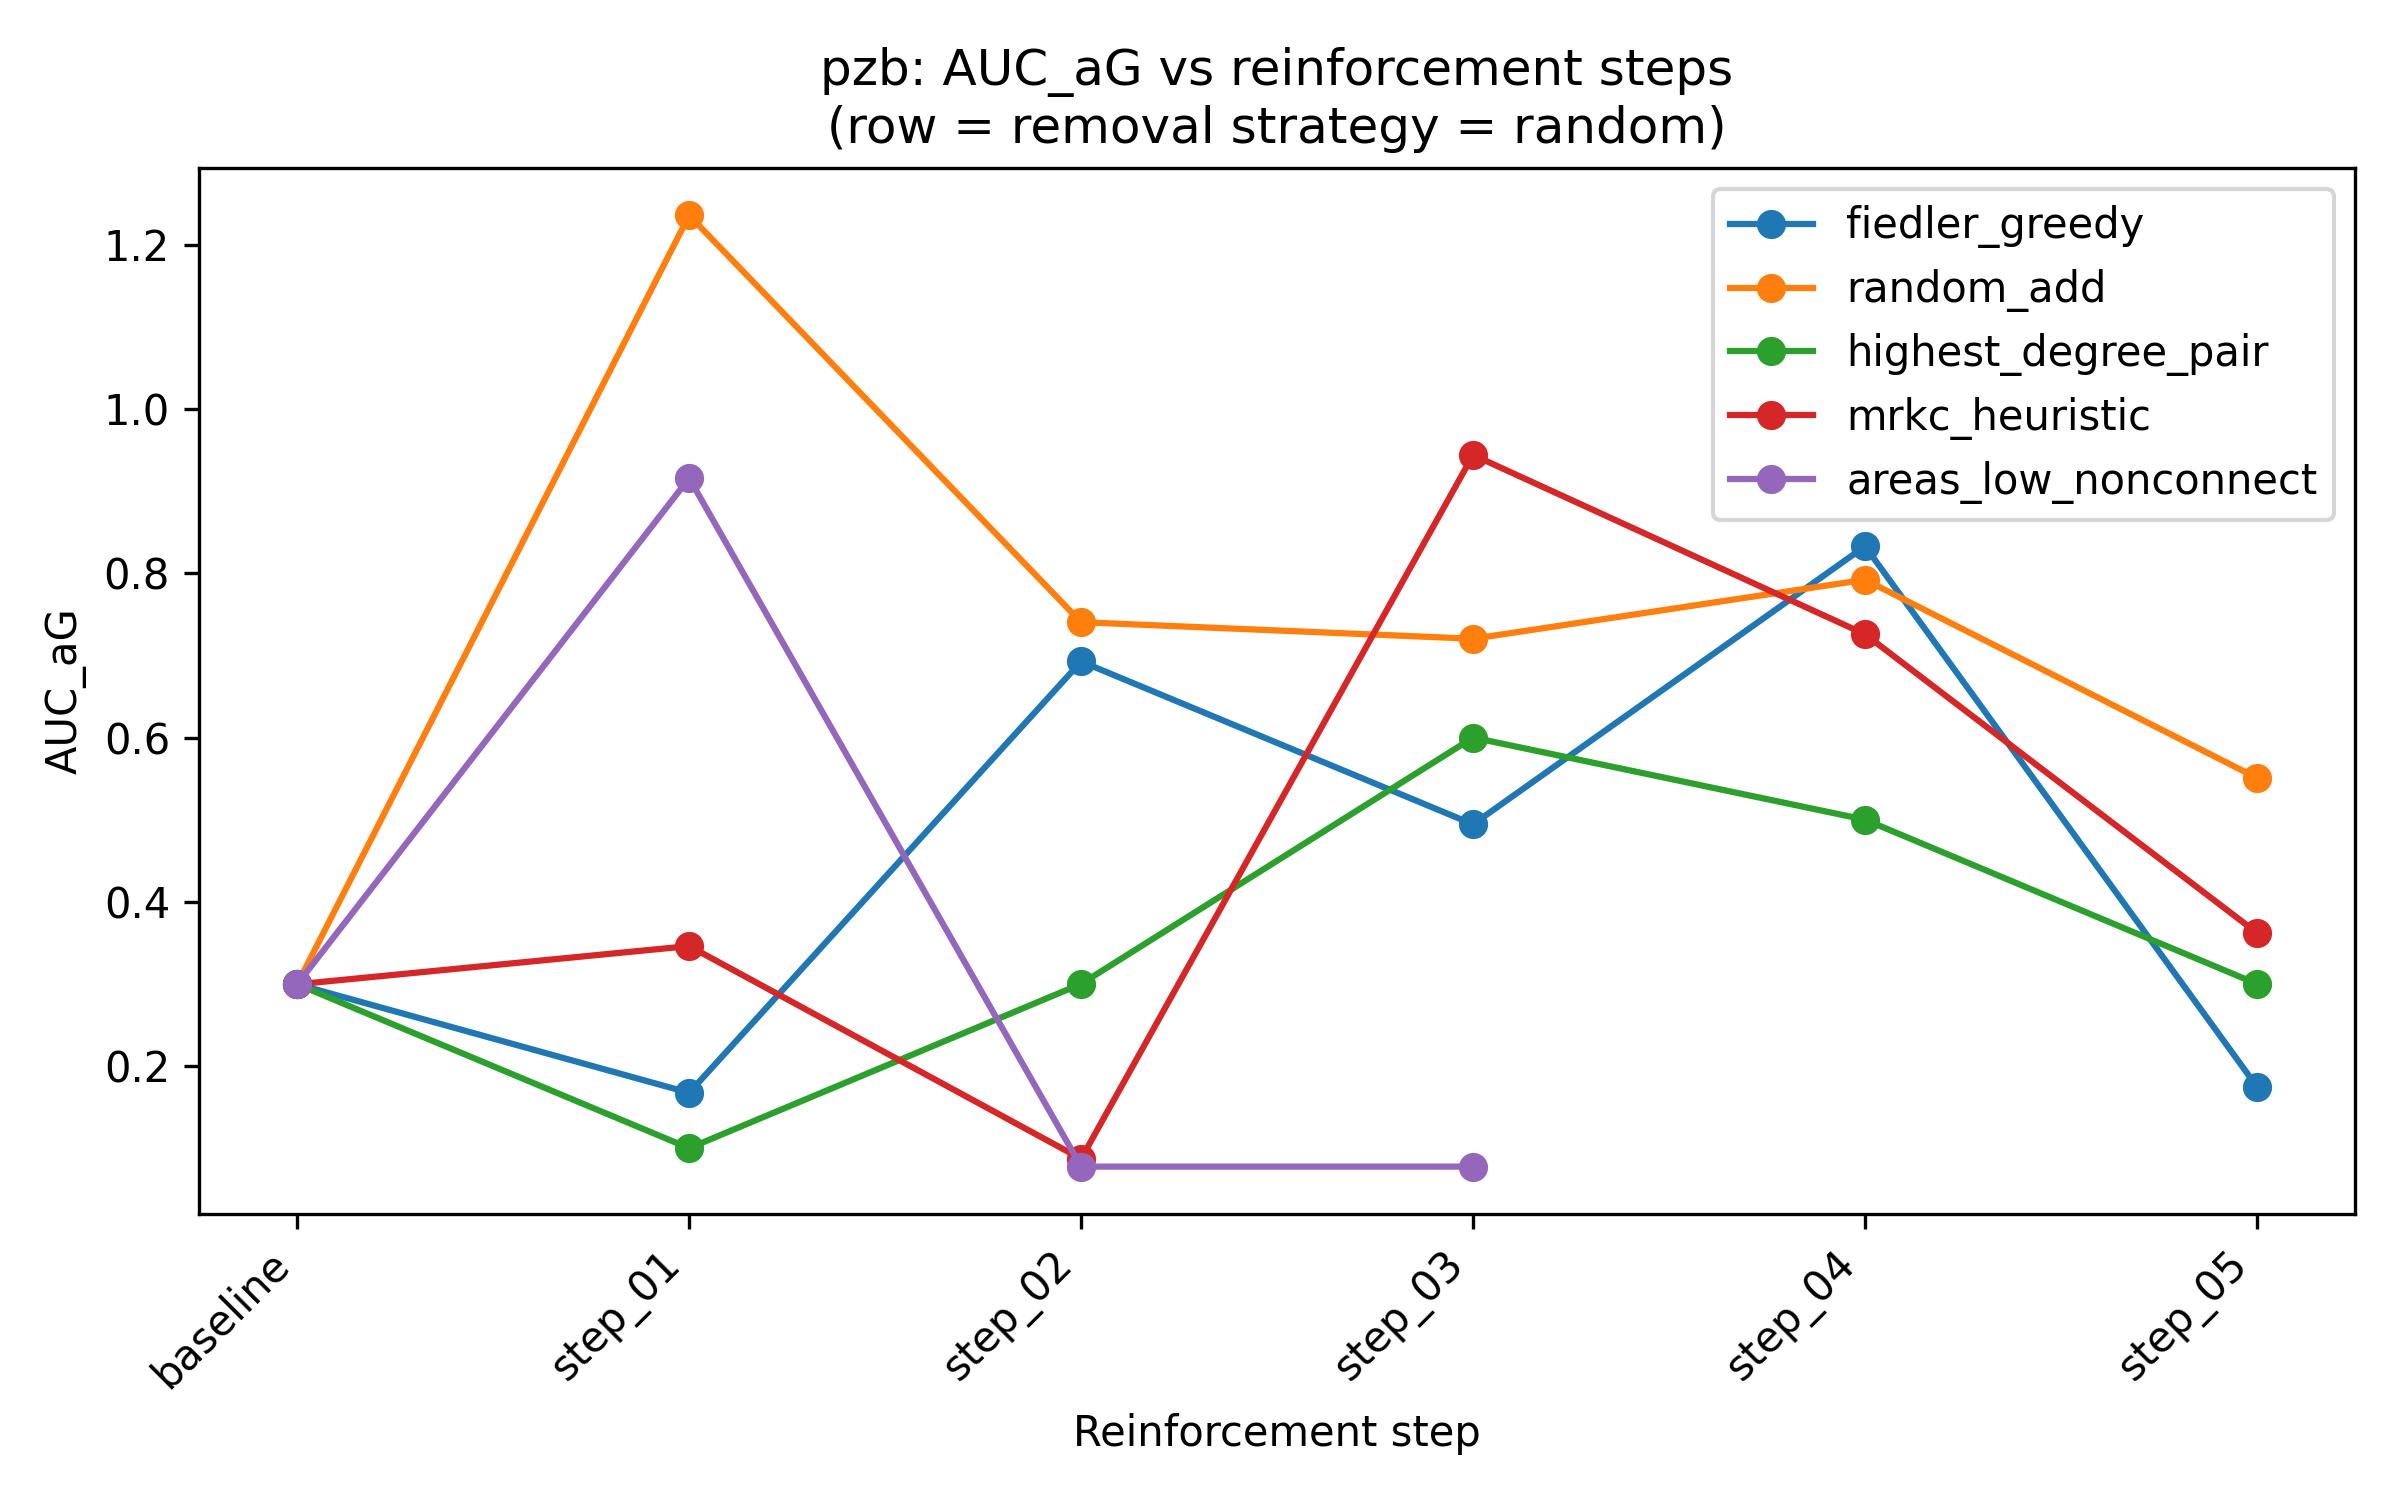 pzb: AUC_aG vs reinforcement steps
(row = removal strategy = random)
fiedler_greedy
random_add
highest_degree_pair
mrkc_heuristic
areas_low_nonconnect
AUC_aG
1.2
1.0
0.8
0.6
0.4
0.2
baseline
step_01
step_02
step_03
step_04
step_05
Reinforcement step